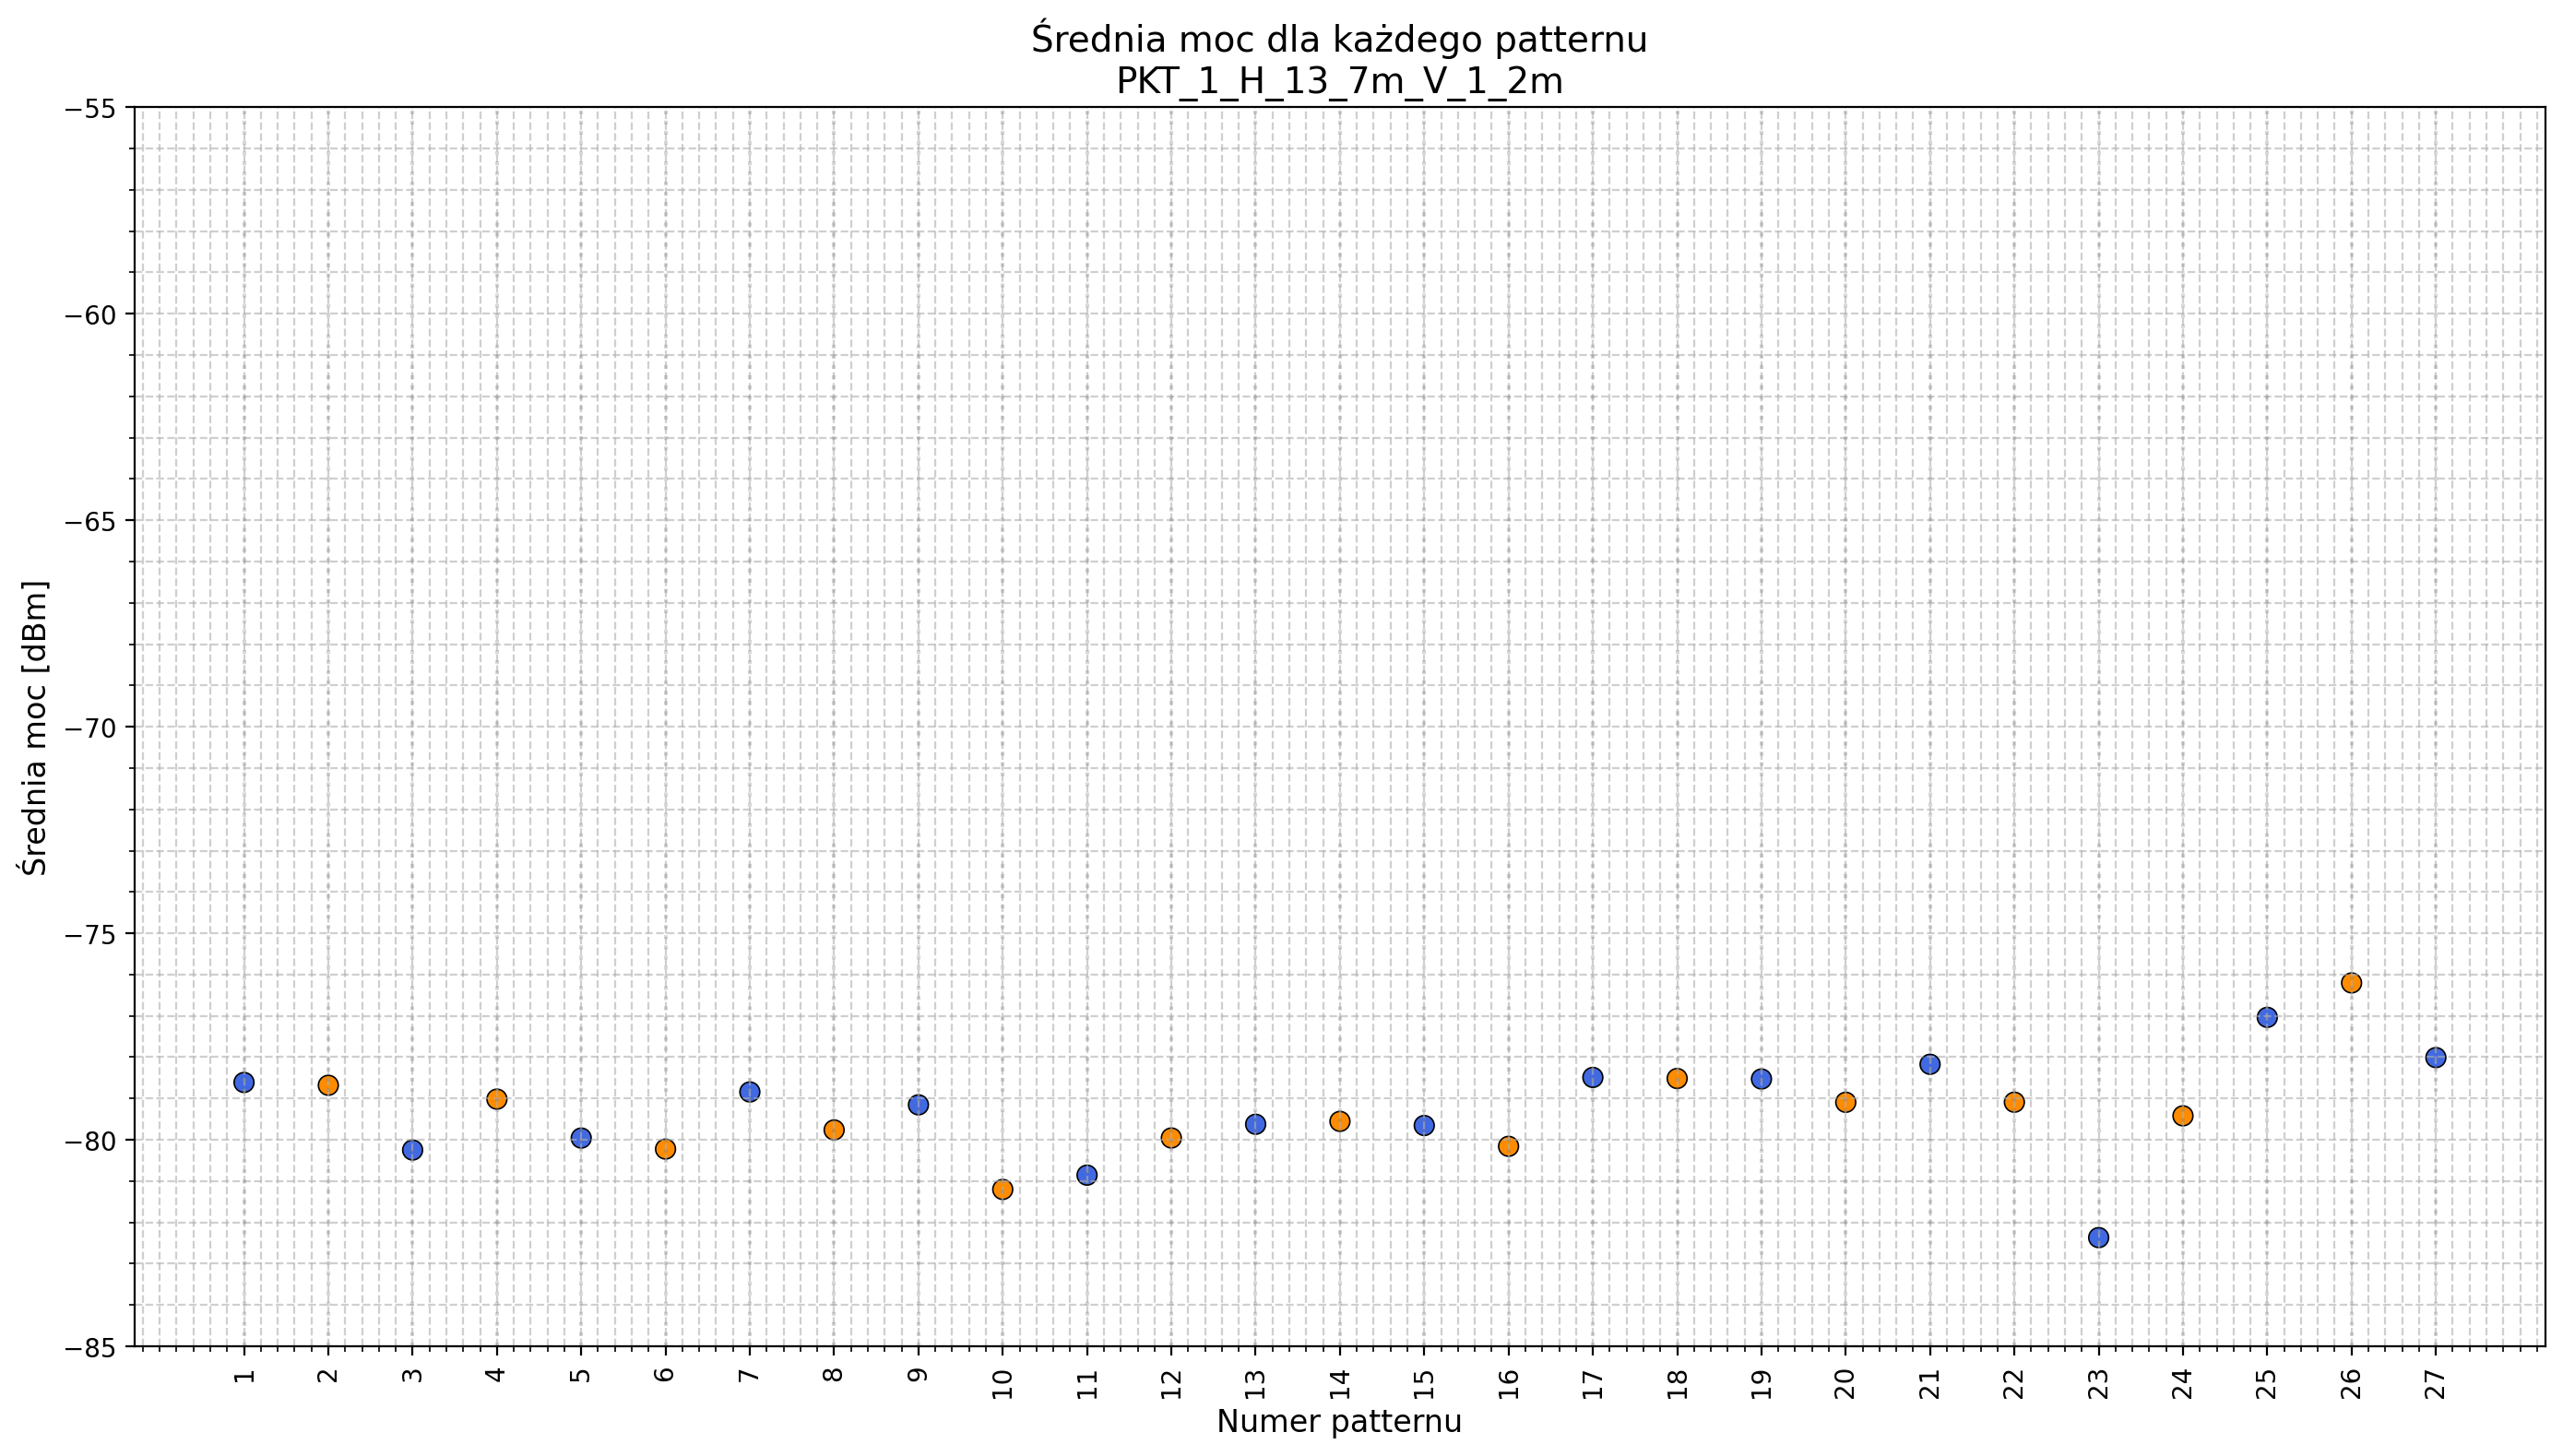 Średnia moc dla każdego patternu
PKT_1_H_13_7m_V_1_2m
−55
−60
−65
−70
−75
−80
−85
Średnia moc [dBm]
1 2 3 4 5 6 7 8 9 10 11 12 13 14 15 16 17 18 19 20 21 22 23 24 25 26 27
Numer patternu